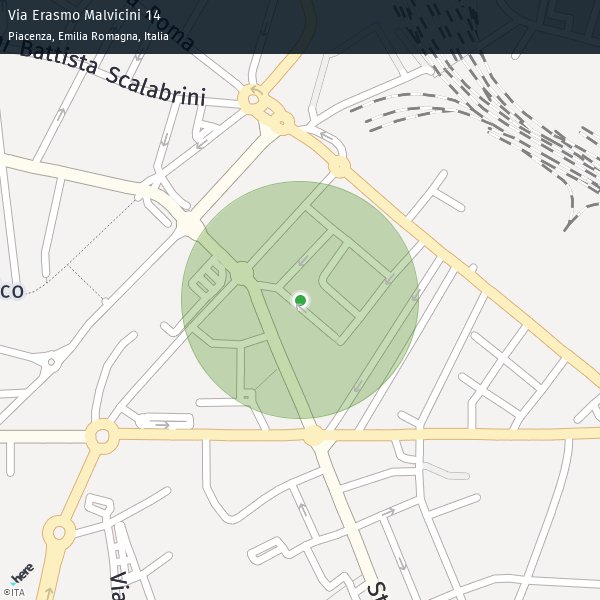 Via Erasmo Malvicini 14
Piacenza, Emilia Romagna, Italia
Roma
Battista Scalabrini
co
Via
St
here
©ITA